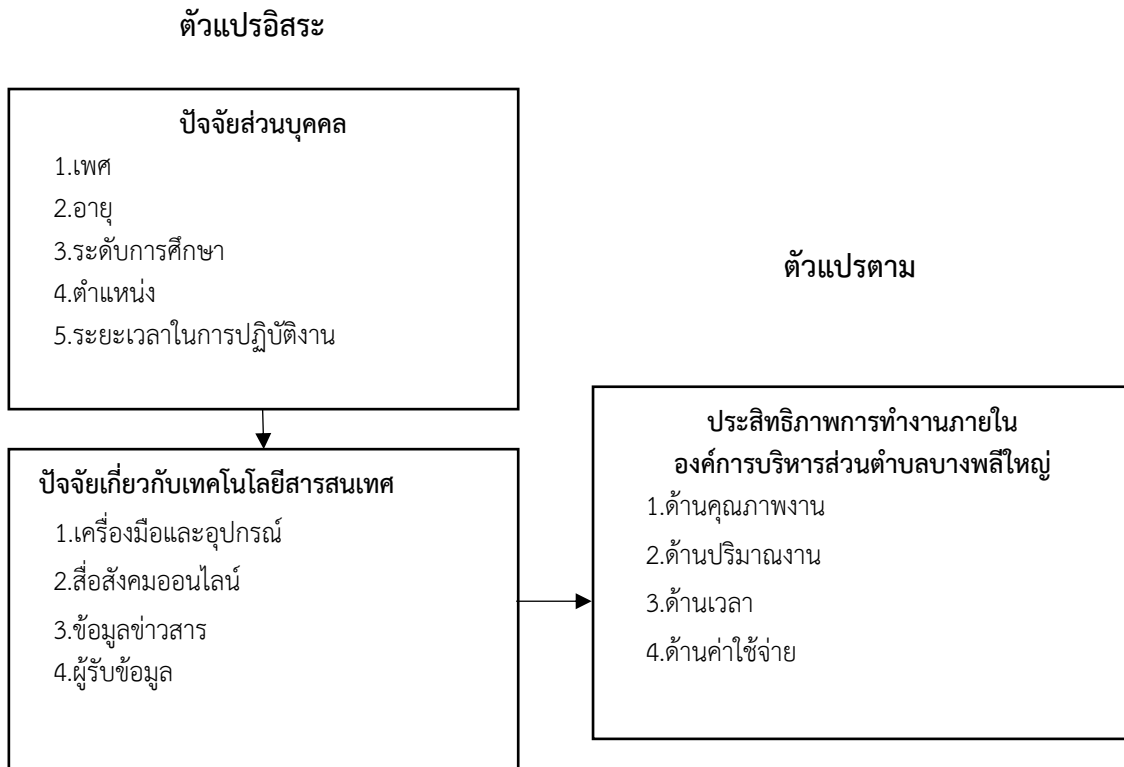 ตัวแปรอิสระ
ปัจจัยส่วนบุคคล
1.เพศ
2.อายุ
3.ระดับการศึกษา
4.ตำแหน่ง
5.ระยะเวลาในการปฏิบัติงาน
ปัจจัยเกี่ยวกับเทคโนโลยีสารสนเทศ
1.เครื่องมือและอุปกรณ์
2.สื่อสังคมออนไลน์
3.ข้อมูลข่าวสาร
4.ผู้รับข้อมูล
ตัวแปรตาม
ประสิทธิภาพการทำงานภายใน
องค์การบริหารส่วนตำบลบางพลีใหญ่
1.ด้านคุณภาพงาน
2.ด้านปริมาณงาน
3.ด้านเวลา
4.ด้านค่าใช้จ่าย